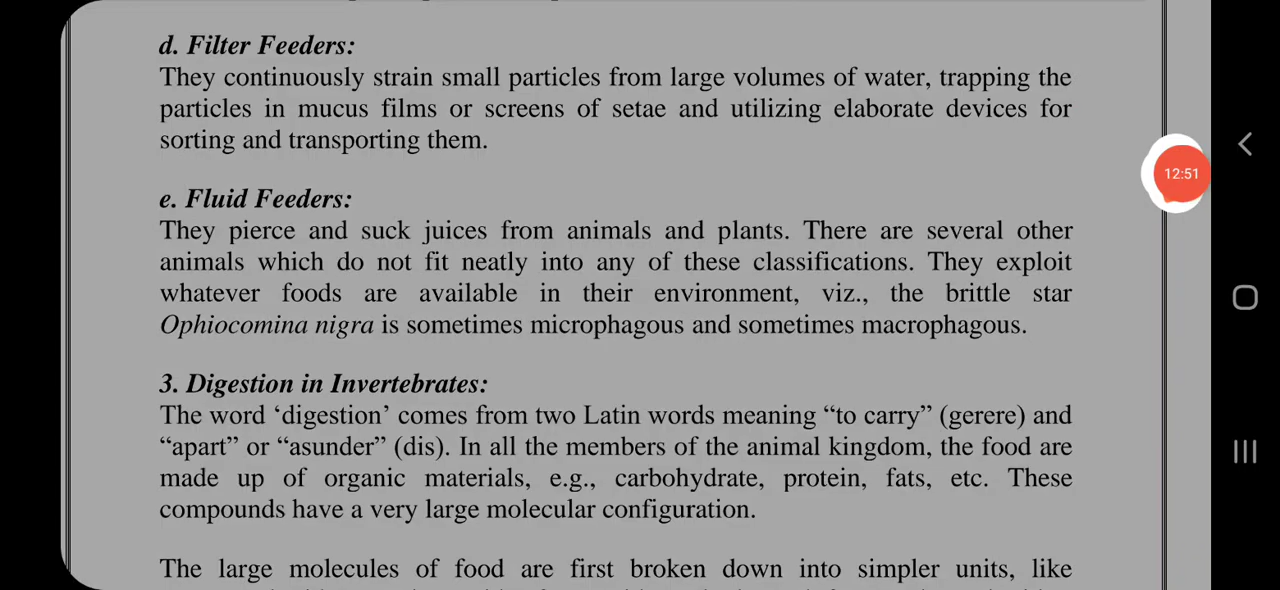 d. Filter Feeders:
They continuously strain small particles from large volumes of water, trapping the
particles in mucus films or screens of setae and utilizing elaborate devices for
sorting and transporting them.
e. Fluid Feeders:
They pierce and suck juices from animals and plants. There are several other
animals which do not fit neatly into any of these classifications. They exploit
whatever foods are available in their environment, viz., the brittle star
Ophiocomina nigra is sometimes microphagous and sometimes macrophagous.
12:51
3. Digestion in Invertebrates:
The word ‘digestion’ comes from two Latin words meaning “to carry” (gerere) and
“apart” or “asunder” (dis). In all the members of the animal kingdom, the food are
made up of organic materials, e.g., carbohydrate, protein, fats, etc. These
compounds have a very large molecular configuration.
The large molecules of food are first broken down into simpler units, like